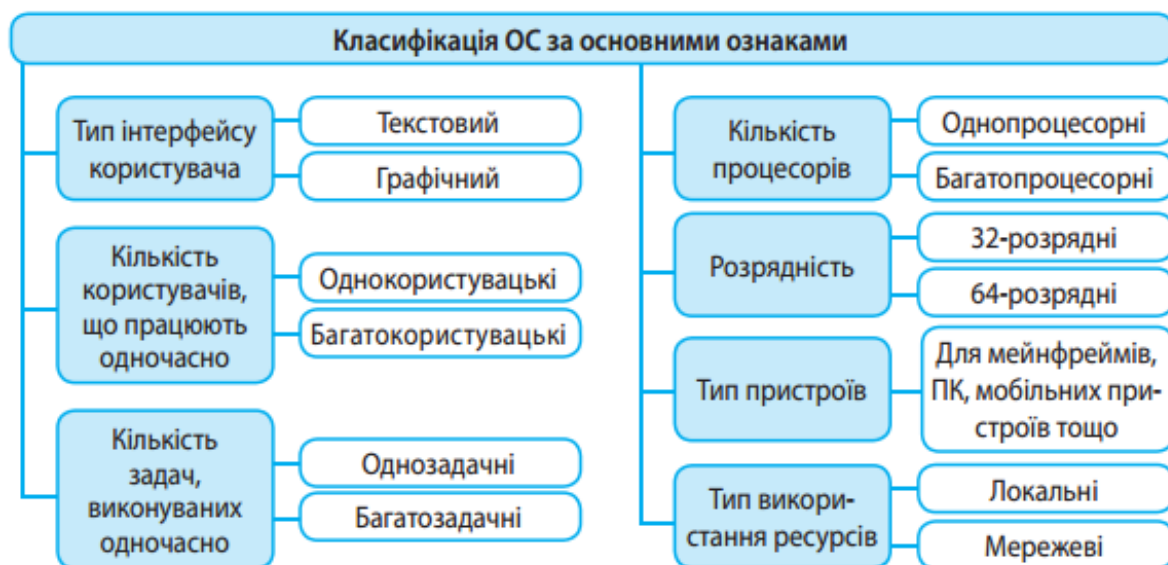 Класифікація ОС за основними ознаками
Тип інтерфейсу
користувача
Текстовий
Графічний
Кількість
користувачів,
що працюють
одночасно
Однокористувацькі
Багатокористувацькі
Кількість
задач,
виконуваних
одночасно
Однозадачні
Багатозадачні
Кількість
процесорів
Однопроцесорні
Багатопроцесорні
Розрядність
32-розрядні
64-розрядні
Тип пристроїв
Для мейнфреймів,
ПК, мобільних при-
строїв тощо
Тип викори-
стання ресурсів
Локальні
Мережеві